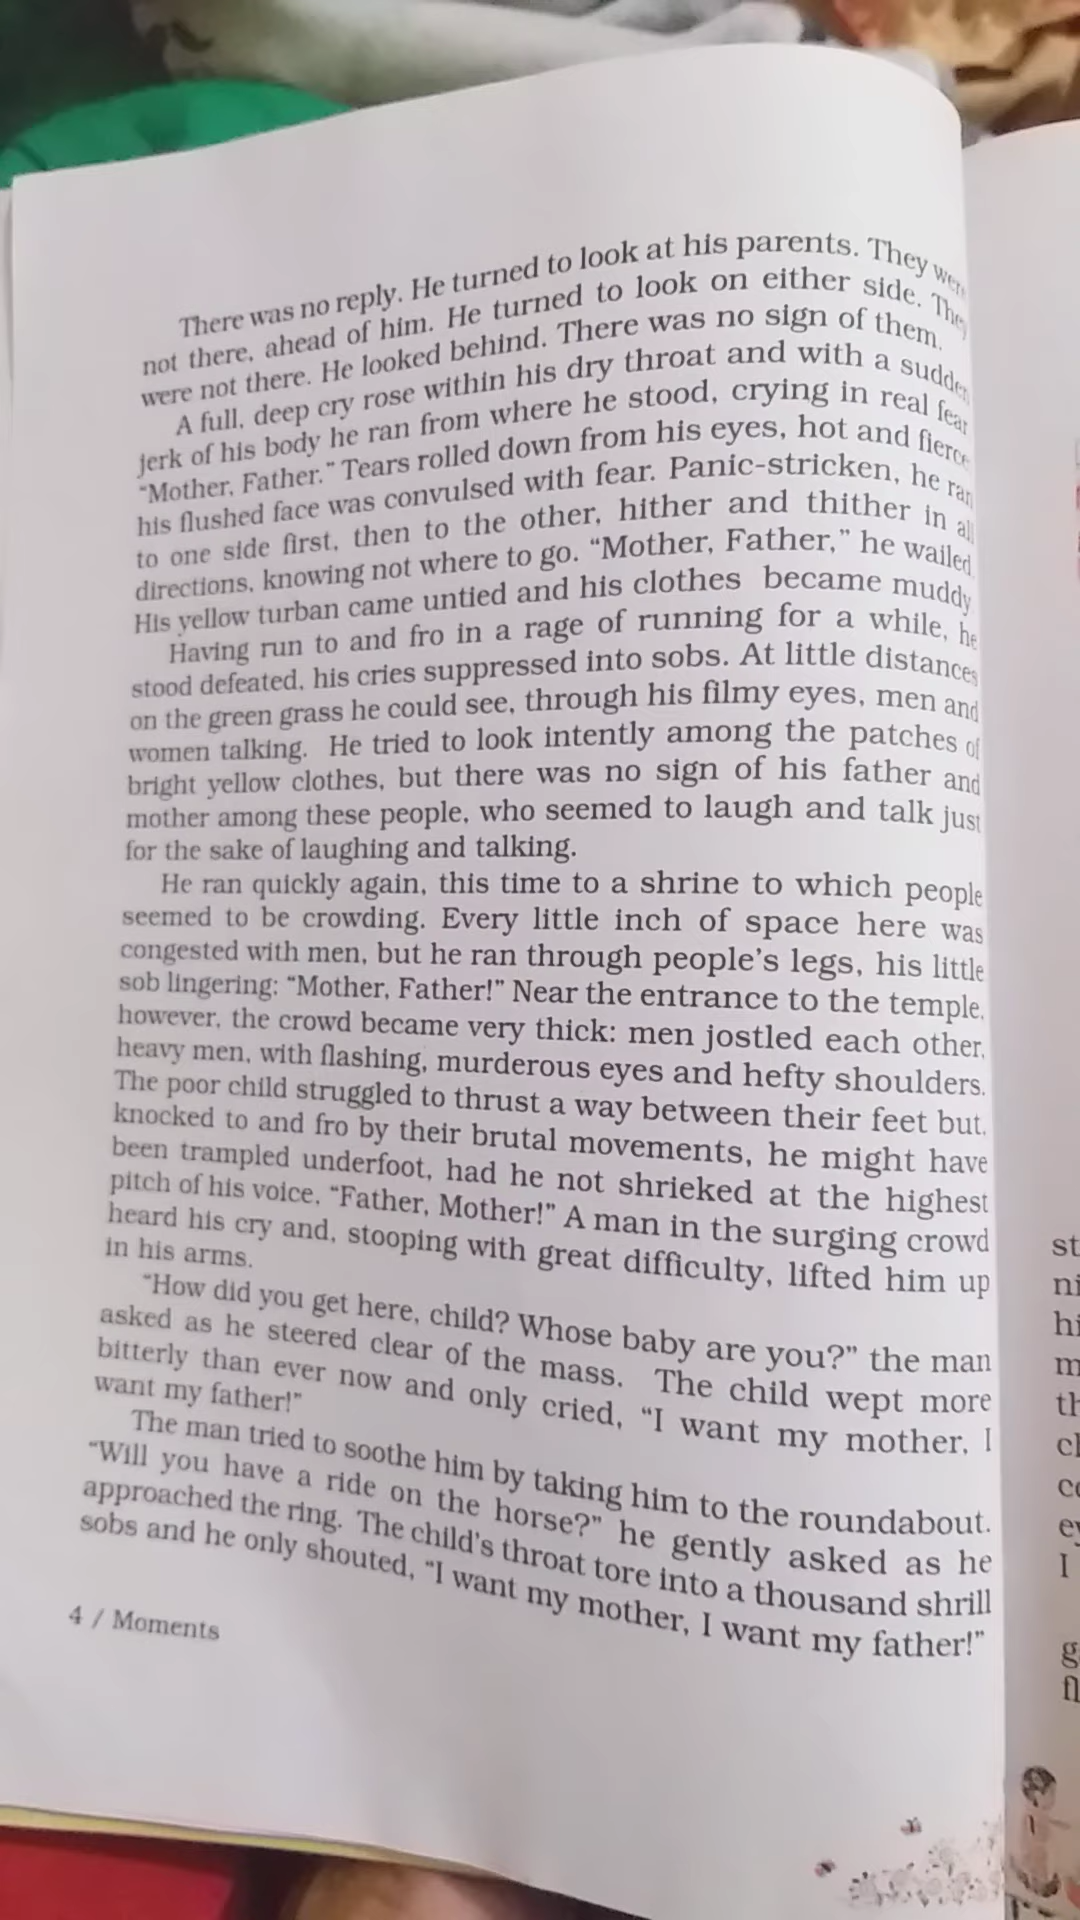 There was no reply. He turned to look at his parents. They were
not there, ahead of him. He turned to look on either side. They
were not there. He looked behind. There was no sign of them.
A full, deep cry rose within his dry throat and with a sudden
jerk of his body he ran from where he stood, crying in real fear
“Mother, Father.” Tears rolled down from his eyes, hot and fierce
his flushed face was convulsed with fear. Panic-stricken, he ran
to one side first, then to the other, hither and thither in all
directions, knowing not where to go. “Mother, Father,” he wailed.
His yellow turban came untied and his clothes became muddy.
Having run to and fro in a rage of running for a while, he
stood defeated, his cries suppressed into sobs. At little distances
on the green grass he could see, through his filmy eyes, men and
women talking. He tried to look intently among the patches of
bright yellow clothes, but there was no sign of his father and
mother among these people, who seemed to laugh and talk just
for the sake of laughing and talking.
He ran quickly again, this time to a shrine to which people
seemed to be crowding. Every little inch of space here was
congested with men, but he ran through people’s legs, his little
sob lingering: “Mother, Father!” Near the entrance to the temple,
however, the crowd became very thick: men jostled each other,
heavy men, with flashing, murderous eyes and hefty shoulders.
The poor child struggled to thrust a way between their feet but,
knocked to and fro by their brutal movements, he might have
been trampled underfoot, had he not shrieked at the highest
pitch of his voice, “Father, Mother!” A man in the surging crowd
heard his cry and, stooping with great difficulty, lifted him up
in his arms.
“How did you get here, child? Whose baby are you?” the man
asked as he steered clear of the mass. The child wept more
bitterly than ever now and only cried, “I want my mother, I
want my father!”
The man tried to soothe him by taking him to the roundabout.
“Will you have a ride on the horse?” he gently asked as he
approached the ring. The child’s throat tore into a thousand shrill
sobs and he only shouted, “I want my mother, I want my father!”
4 / Moments